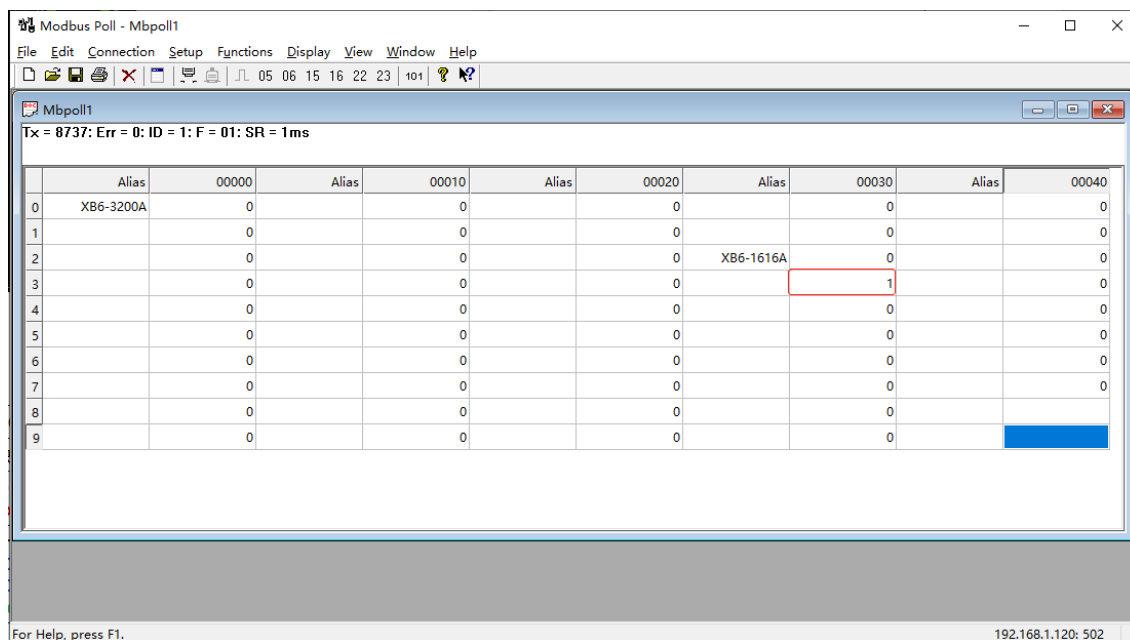 Modbus Poll - Mbpoll1
File Edit Connection Setup Functions Display View Window Help
05 06 15 16 22 23 101
Mbpoll1
Tx = 8737: Err = 0: ID = 1: F = 01: SR = 1ms
Alias 00000 Alias 00010 Alias 00020 Alias 00030 Alias 00040
0 XB6-3200A 0 0 0 0 0
1 0 0 0 0 0
2 0 0 0 XB6-1616A 0 0
3 0 0 0 1 0
4 0 0 0 0 0
5 0 0 0 0 0
6 0 0 0 0 0
7 0 0 0 0 0
8 0 0 0 0
9 0 0 0 0
For Help, press F1. 192.168.1.120: 502